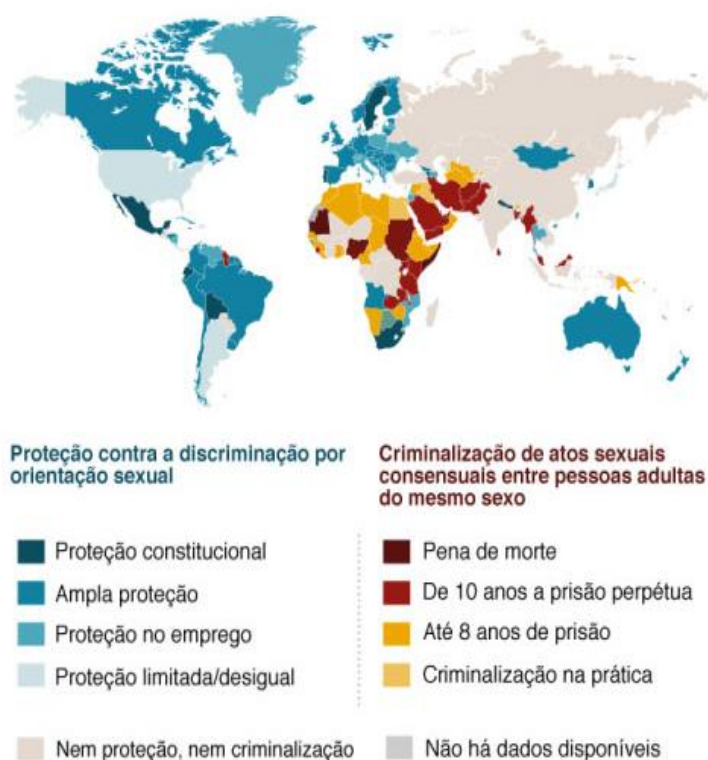 Proteção contra a discriminação por
orientação sexual
Proteção constitucional
Ampla proteção
Proteção no emprego
Proteção limitada/desigual
Nem proteção, nem criminalização
Criminalização de atos sexuais
consensuais entre pessoas adultas
do mesmo sexo
Pena de morte
De 10 anos a prisão perpétua
Até 8 anos de prisão
Criminalização na prática
Não há dados disponíveis